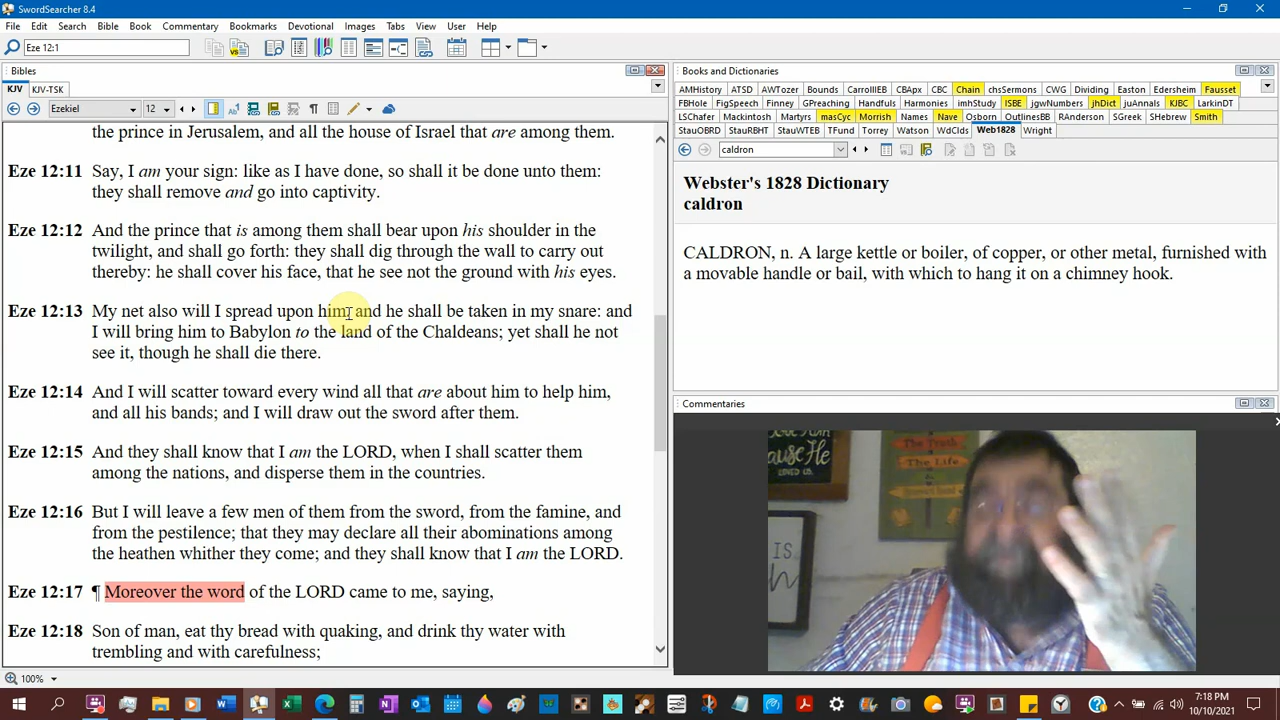 SwordSearcher 8.4
File Edit Search Bible Book Commentary Bookmarks Devotional Images Tabs View User Help
Eze 12:1
Bibles
KJV KJV-TSK
Ezekiel 12
the prince in Jerusalem, and all the house of Israel that are among them.
Eze 12:11 Say, I am your sign: like as I have done, so shall it be done unto them:
they shall remove and go into captivity.
Eze 12:12 And the prince that is among them shall bear upon his shoulder in the
twilight, and shall go forth: they shall dig through the wall to carry out
thereby: he shall cover his face, that he see not the ground with his eyes.
Eze 12:13 My net also will I spread upon him, and he shall be taken in my snare: and
I will bring him to Babylon to the land of the Chaldeans; yet shall he not
see it, though he shall die there.
Eze 12:14 And I will scatter toward every wind all that are about him to help him,
and all his bands; and I will draw out the sword after them.
Eze 12:15 And they shall know that I am the LORD, when I shall scatter them
among the nations, and disperse them in the countries.
Eze 12:16 But I will leave a few men of them from the sword, from the famine, and
from the pestilence; that they may declare all their abominations among
the heathen whither they come; and they shall know that I am the LORD.
Eze 12:17 ¶ Moreover the word of the LORD came to me, saying,
Eze 12:18 Son of man, eat thy bread with quaking, and drink thy water with
trembling and with carefulness;
100%
Books and Dictionaries
AMHistory ATSD AWTozer Bounds CarrollEIB CBApx CBC Chain chsSermons CWG Dividing Easton Edersheim Fausset
FBHole FigSpeech Finney GPreaching Handfuls Harmonies imhStudy ISBE jgwNumbers jhDict juAnnals KJBC LarkinDT
LSChafer Mackintosh Martyrs masCyc Morrish Names Nave Osborn OutlinesBB RAnderson SGreek SHebrew Smith
StauOBRD StauRBHT StauWTEB TFund Torrey Watson WdClds Web1828 Wright
caldron
Webster's 1828 Dictionary
caldron
CALDRON, n. A large kettle or boiler, of copper, or other metal, furnished with
a movable handle or bail, with which to hang it on a chimney hook.
Commentaries
cause He
LOVED US.
The Truth
The Life
IS
7:18 PM
10/10/2021